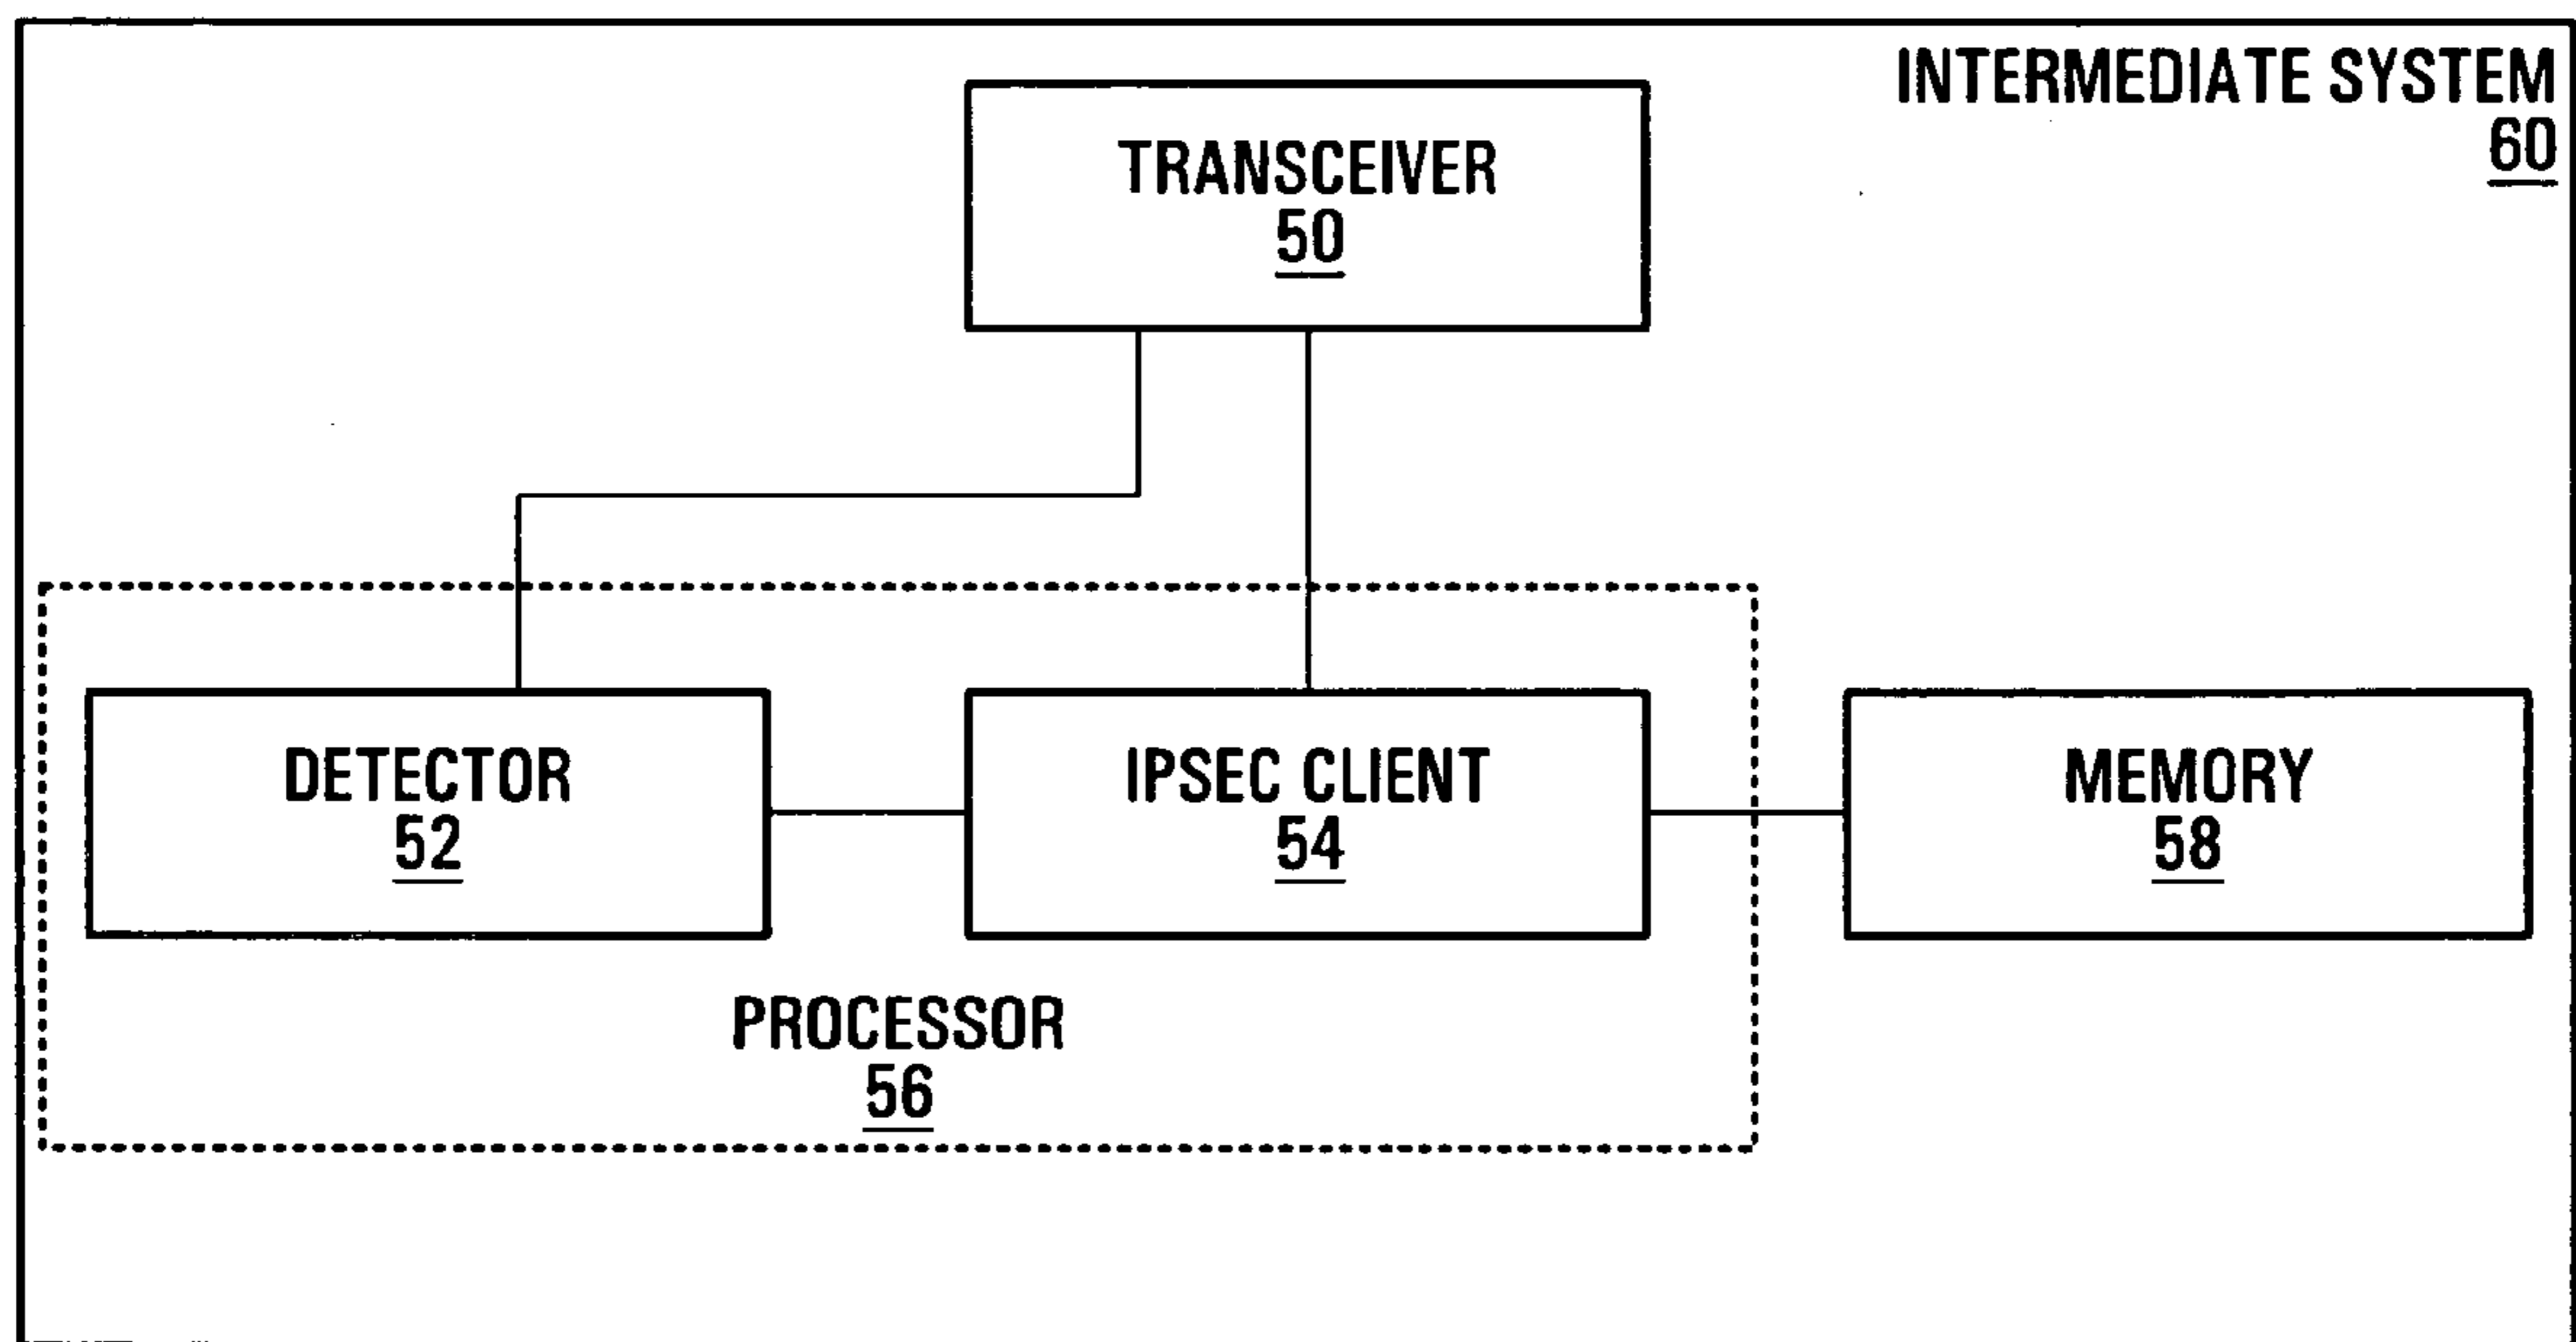 INTERMEDIATE SYSTEM
60
TRANSCEIVER
50
DETECTOR
52
IPSEC CLIENT
54
MEMORY
58
PROCESSOR
56